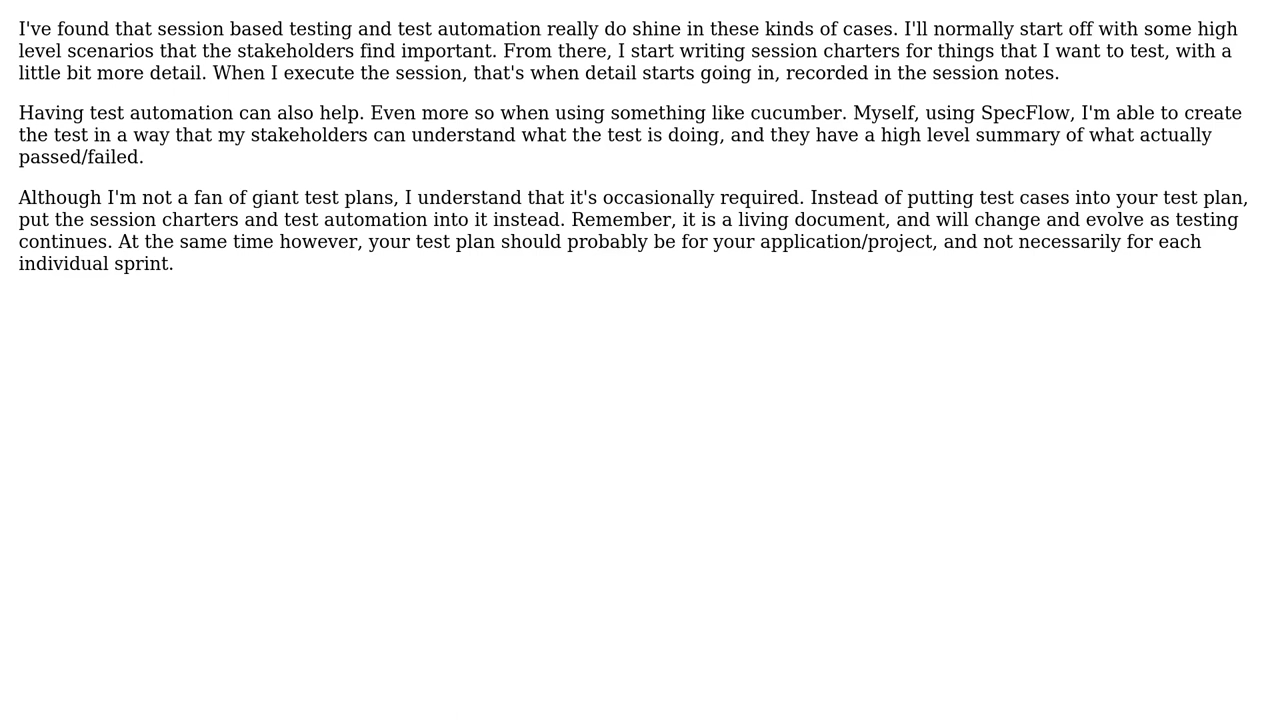 I've found that session based testing and test automation really do shine in these kinds of cases. I'll normally start off with some high
level scenarios that the stakeholders find important. From there, I start writing session charters for things that I want to test, with a
little bit more detail. When I execute the session, that's when detail starts going in, recorded in the session notes.
Having test automation can also help. Even more so when using something like cucumber. Myself, using SpecFlow, I'm able to create
the test in a way that my stakeholders can understand what the test is doing, and they have a high level summary of what actually
passed/failed.
Although I'm not a fan of giant test plans, I understand that it's occasionally required. Instead of putting test cases into your test plan,
put the session charters and test automation into it instead. Remember, it is a living document, and will change and evolve as testing
continues. At the same time however, your test plan should probably be for your application/project, and not necessarily for each
individual sprint.